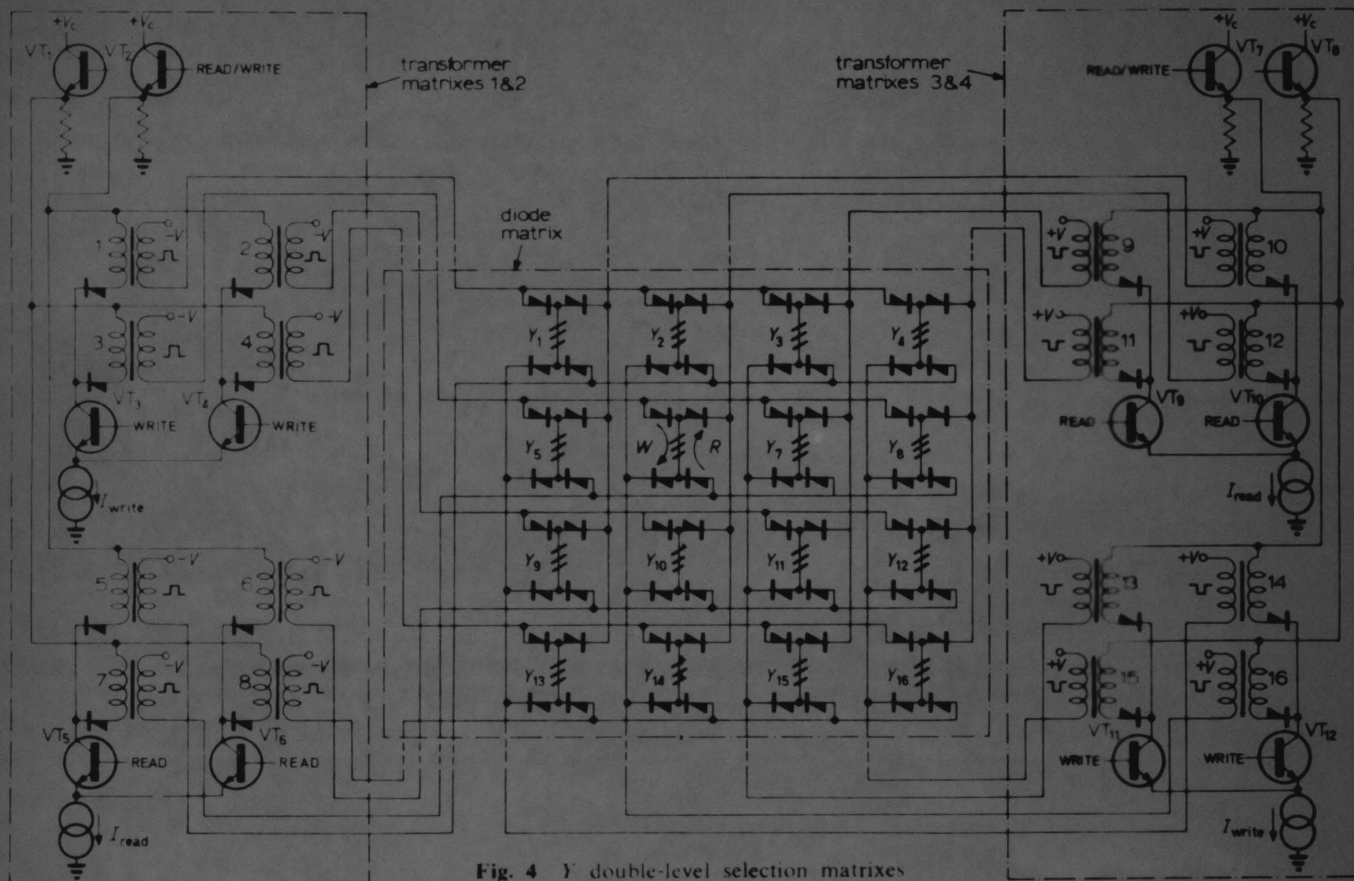 +Vc
+Vc
VT1
VT2
READ/WRITE
transformer
matrixes 1&2
transformer
matrixes 3&4
+Vc
+Vc
VT7
VT8
READ/WRITE
diode
matrix
1
-V
2
-V
3
-V
4
-V
VT3
WRITE
VT4
WRITE
Iwrite
5
-V
6
-V
7
-V
8
-V
VT5
READ
VT6
READ
Iread
Y1
Y2
Y3
Y4
Y5
W
R
Y7
Y8
Y9
Y10
Y11
Y12
Y13
Y14
Y15
Y16
+V
9
+V
10
+V
11
+V
12
VT9
READ
VT10
READ
Iread
+V
13
+V
14
+V
15
+V
16
VT11
WRITE
VT12
WRITE
Iwrite
Fig. 4 Y double-level selection matrixes